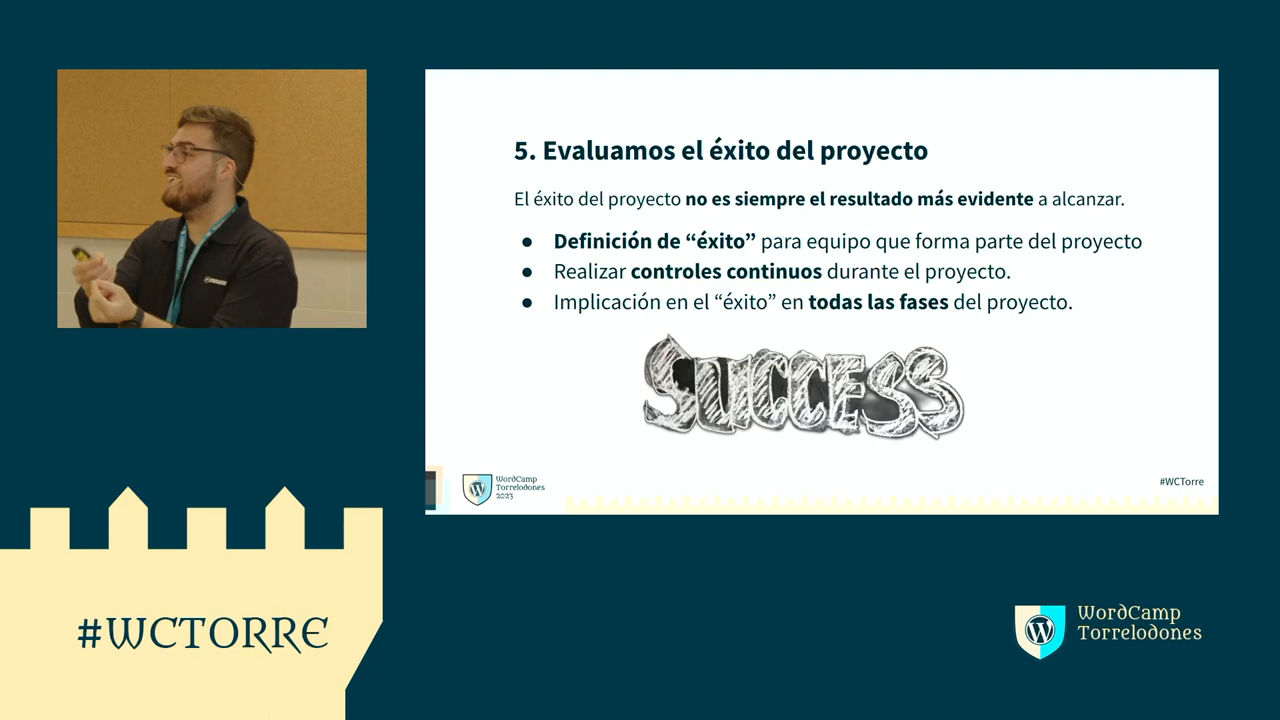 5. Evaluamos el éxito del proyecto
El éxito del proyecto no es siempre el resultado más evidente a alcanzar.
● Definición de “éxito” para equipo que forma parte del proyecto
● Realizar controles continuos durante el proyecto.
● Implicación en el “éxito” en todas las fases del proyecto.
SUCCESS
WordCamp
Torrelodones
2023
#WCTorre
#WCTORRE
WordCamp
Torrelodones